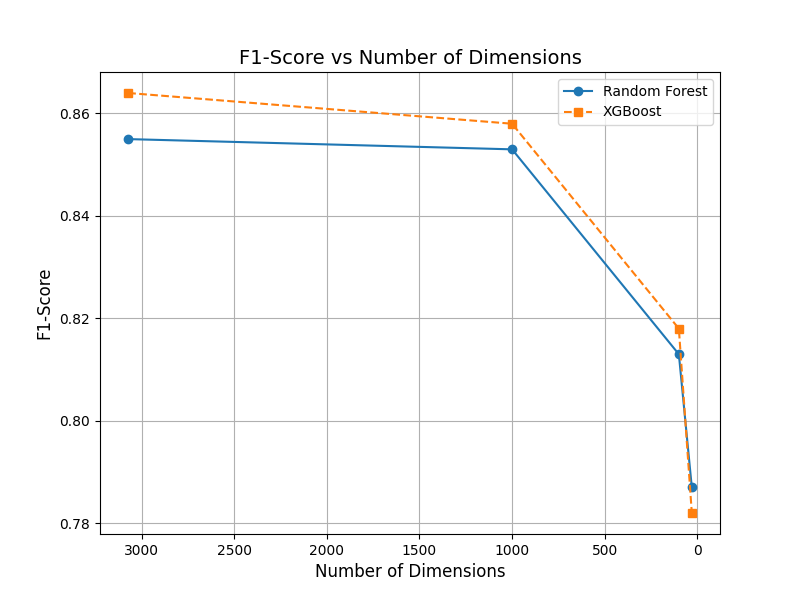 F1-Score vs Number of Dimensions
Random Forest
XGBoost
F1-Score
0.86
0.84
0.82
0.80
0.78
3000 2500 2000 1500 1000 500 0
Number of Dimensions